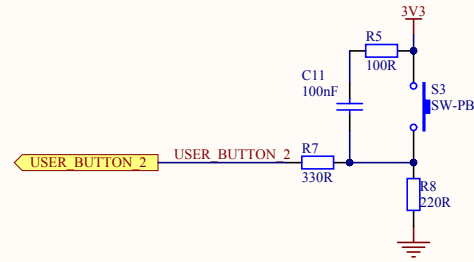 3V3
R5
100R
C11
100nF
S3
SW-PB
USER_BUTTON_2
USER_BUTTON_2
R7
330R
R8
220R